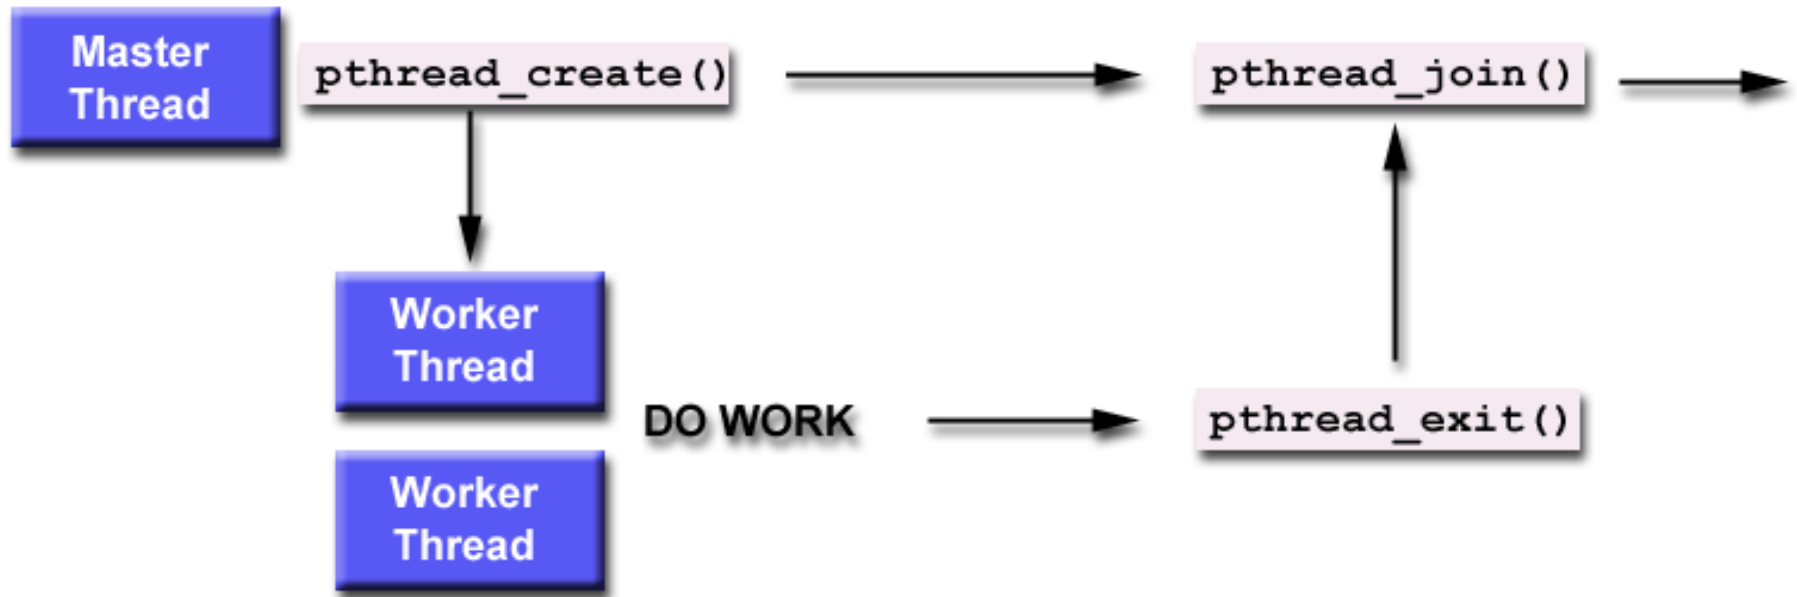 Master
Thread
pthread_create()
pthread_join()
Worker
Thread
DO WORK
pthread_exit()
Worker
Thread